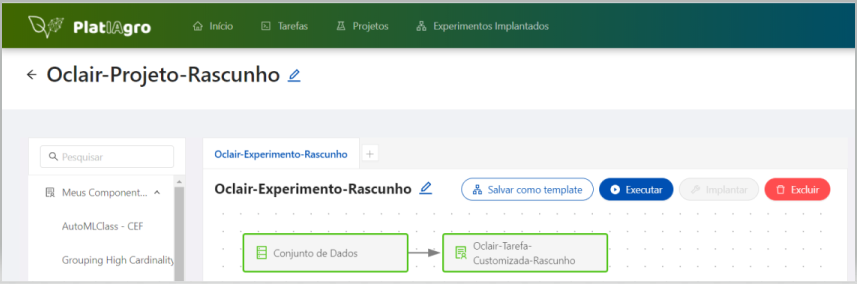 PlatIAgro
Início
Tarefas
Projetos
Experimentos Implantados
Oclair-Projeto-Rascunho
Pesquisar
Oclair-Experimento-Rascunho
+
Meus Component...
Oclair-Experimento-Rascunho
Salvar como template
Executar
Implantar
Excluir
AutoMLClass - CEF
Grouping High Cardinality
Conjunto de Dados
Oclair-Tarefa-
Customizada-Rascunho